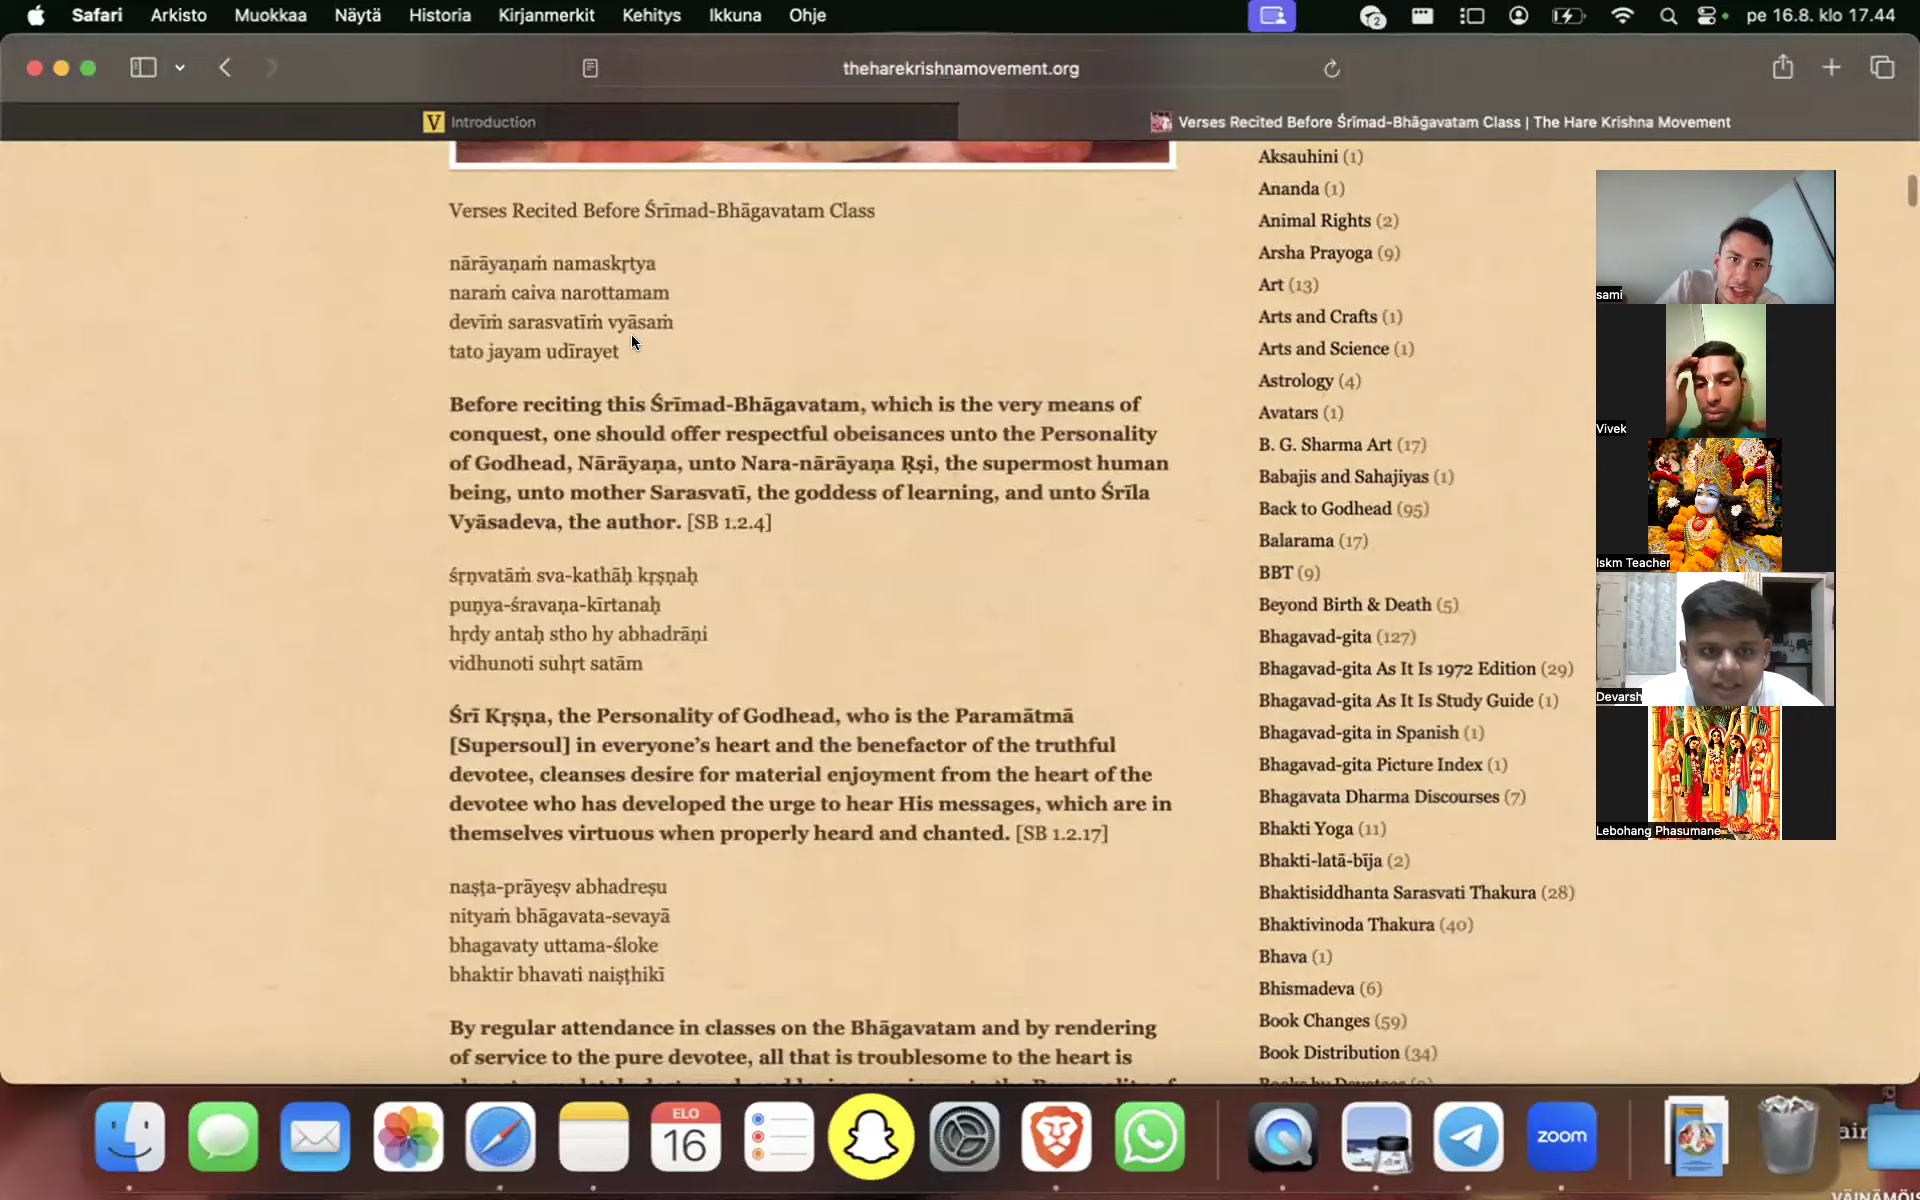 Safari Arkisto Muokkaa Näytä Historia Kirjanmerkit Kehitys Ikkuna Ohje
2
pe 16.8. klo 17.44
theharekrishnamovement.org
V Introduction
Verses Recited Before Śrīmad-Bhāgavatam Class | The Hare Krishna Movement
Verses Recited Before Śrīmad-Bhāgavatam Class
nārāyaṇaṁ namaskṛtya
naraṁ caiva narottamam
devīṁ sarasvatīṁ vyāsaṁ
tato jayam udīrayet
Before reciting this Śrīmad-Bhāgavatam, which is the very means of
conquest, one should offer respectful obeisances unto the Personality
of Godhead, Nārāyaṇa, unto Nara-nārāyaṇa Ṛṣi, the supermost human
being, unto mother Sarasvatī, the goddess of learning, and unto Śrīla
Vyāsadeva, the author. [SB 1.2.4]
śṛṇvatāṁ sva-kathāḥ kṛṣṇaḥ
puṇya-śravaṇa-kīrtanaḥ
hṛdy antaḥ stho hy abhadrāṇi
vidhunoti suhṛt satām
Śrī Kṛṣṇa, the Personality of Godhead, who is the Paramātmā
[Supersoul] in everyone’s heart and the benefactor of the truthful
devotee, cleanses desire for material enjoyment from the heart of the
devotee who has developed the urge to hear His messages, which are in
themselves virtuous when properly heard and chanted. [SB 1.2.17]
naṣṭa-prāyeṣv abhadreṣu
nityaṁ bhāgavata-sevayā
bhagavaty uttama-śloke
bhaktir bhavati naiṣṭhikī
By regular attendance in classes on the Bhāgavatam and by rendering
of service to the pure devotee, all that is troublesome to the heart is
Aksauhini (1)
Ananda (1)
Animal Rights (2)
Arsha Prayoga (9)
Art (13)
Arts and Crafts (1)
Arts and Science (1)
Astrology (4)
Avatars (1)
B. G. Sharma Art (17)
Babajis and Sahajiyas (1)
Back to Godhead (95)
Balarama (17)
BBT (9)
Beyond Birth & Death (5)
Bhagavad-gita (127)
Bhagavad-gita As It Is 1972 Edition (29)
Bhagavad-gita As It Is Study Guide (1)
Bhagavad-gita in Spanish (1)
Bhagavad-gita Picture Index (1)
Bhagavata Dharma Discourses (7)
Bhakti Yoga (11)
Bhakti-latā-bīja (2)
Bhaktisiddhanta Sarasvati Thakura (28)
Bhaktivinoda Thakura (40)
Bhava (1)
Bhismadeva (6)
Book Changes (59)
Book Distribution (34)
sami
Vivek
Iskm Teacher
Devarsh
Lebohang Phasumane
ELO
16
zoom